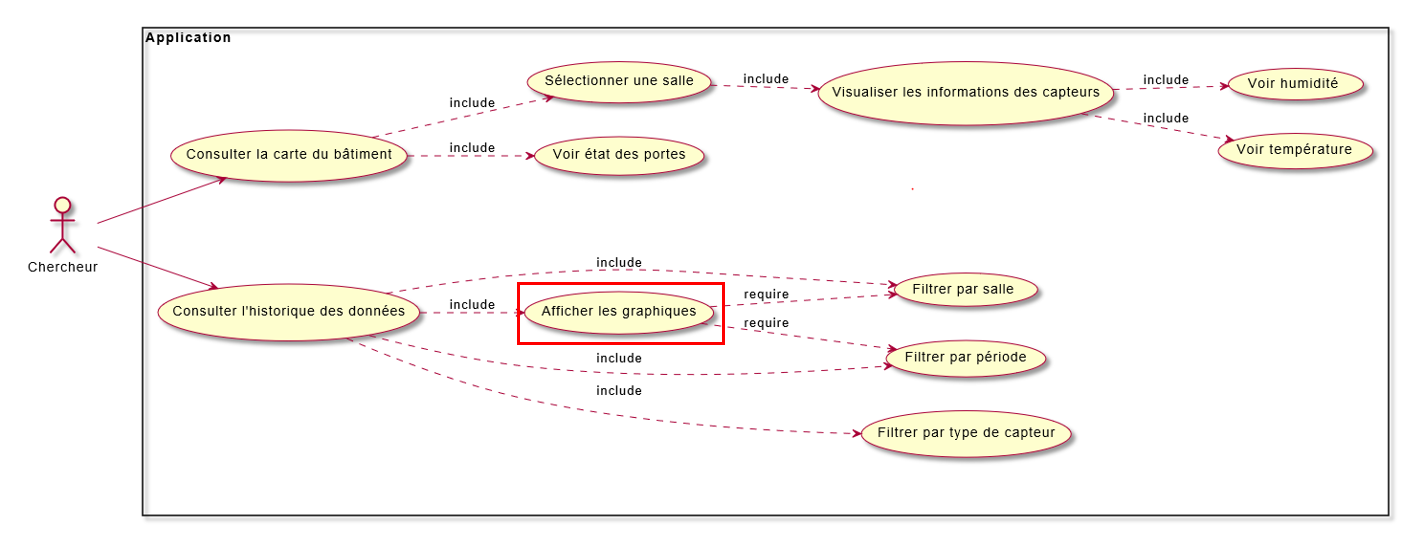 Application
Sélectionner une salle
include
Visualiser les informations des capteurs
include
Voir humidité
include
include
Voir température
Consulter la carte du bâtiment
include
Voir état des portes
Chercheur
include
Filtrer par salle
Consulter l'historique des données
include
Afficher les graphiques
require
require
include
Filtrer par période
include
Filtrer par type de capteur